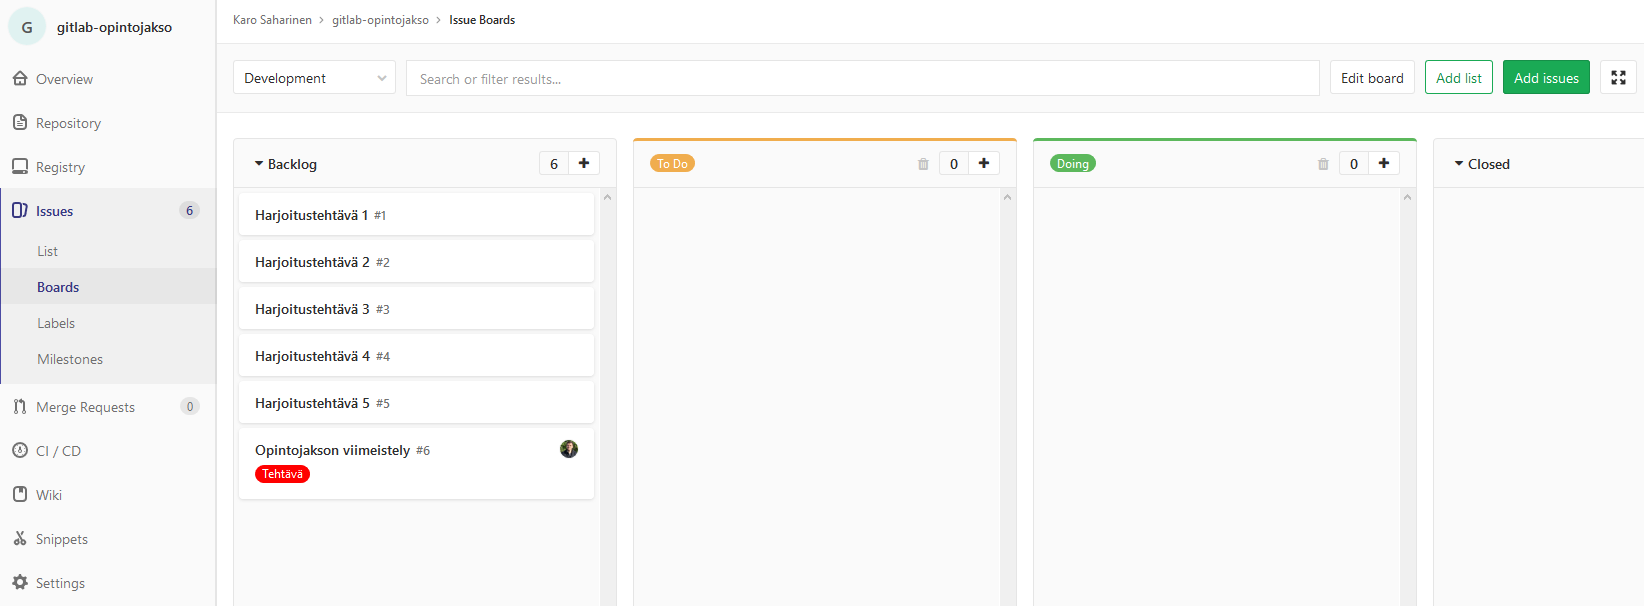 G gitlab-opintojakso
Overview
Repository
Registry
Issues 6
List
Boards
Labels
Milestones
Merge Requests 0
CI / CD
Wiki
Snippets
Settings
Karo Saharinen > gitlab-opintojakso > Issue Boards
Development
Search or filter results...
Edit board
Add list
Add issues
Backlog 6
Harjoitustehtävä 1 #1
Harjoitustehtävä 2 #2
Harjoitustehtävä 3 #3
Harjoitustehtävä 4 #4
Harjoitustehtävä 5 #5
Opintojakson viimeistely #6
Tehtävä
To Do 0
Doing 0
Closed